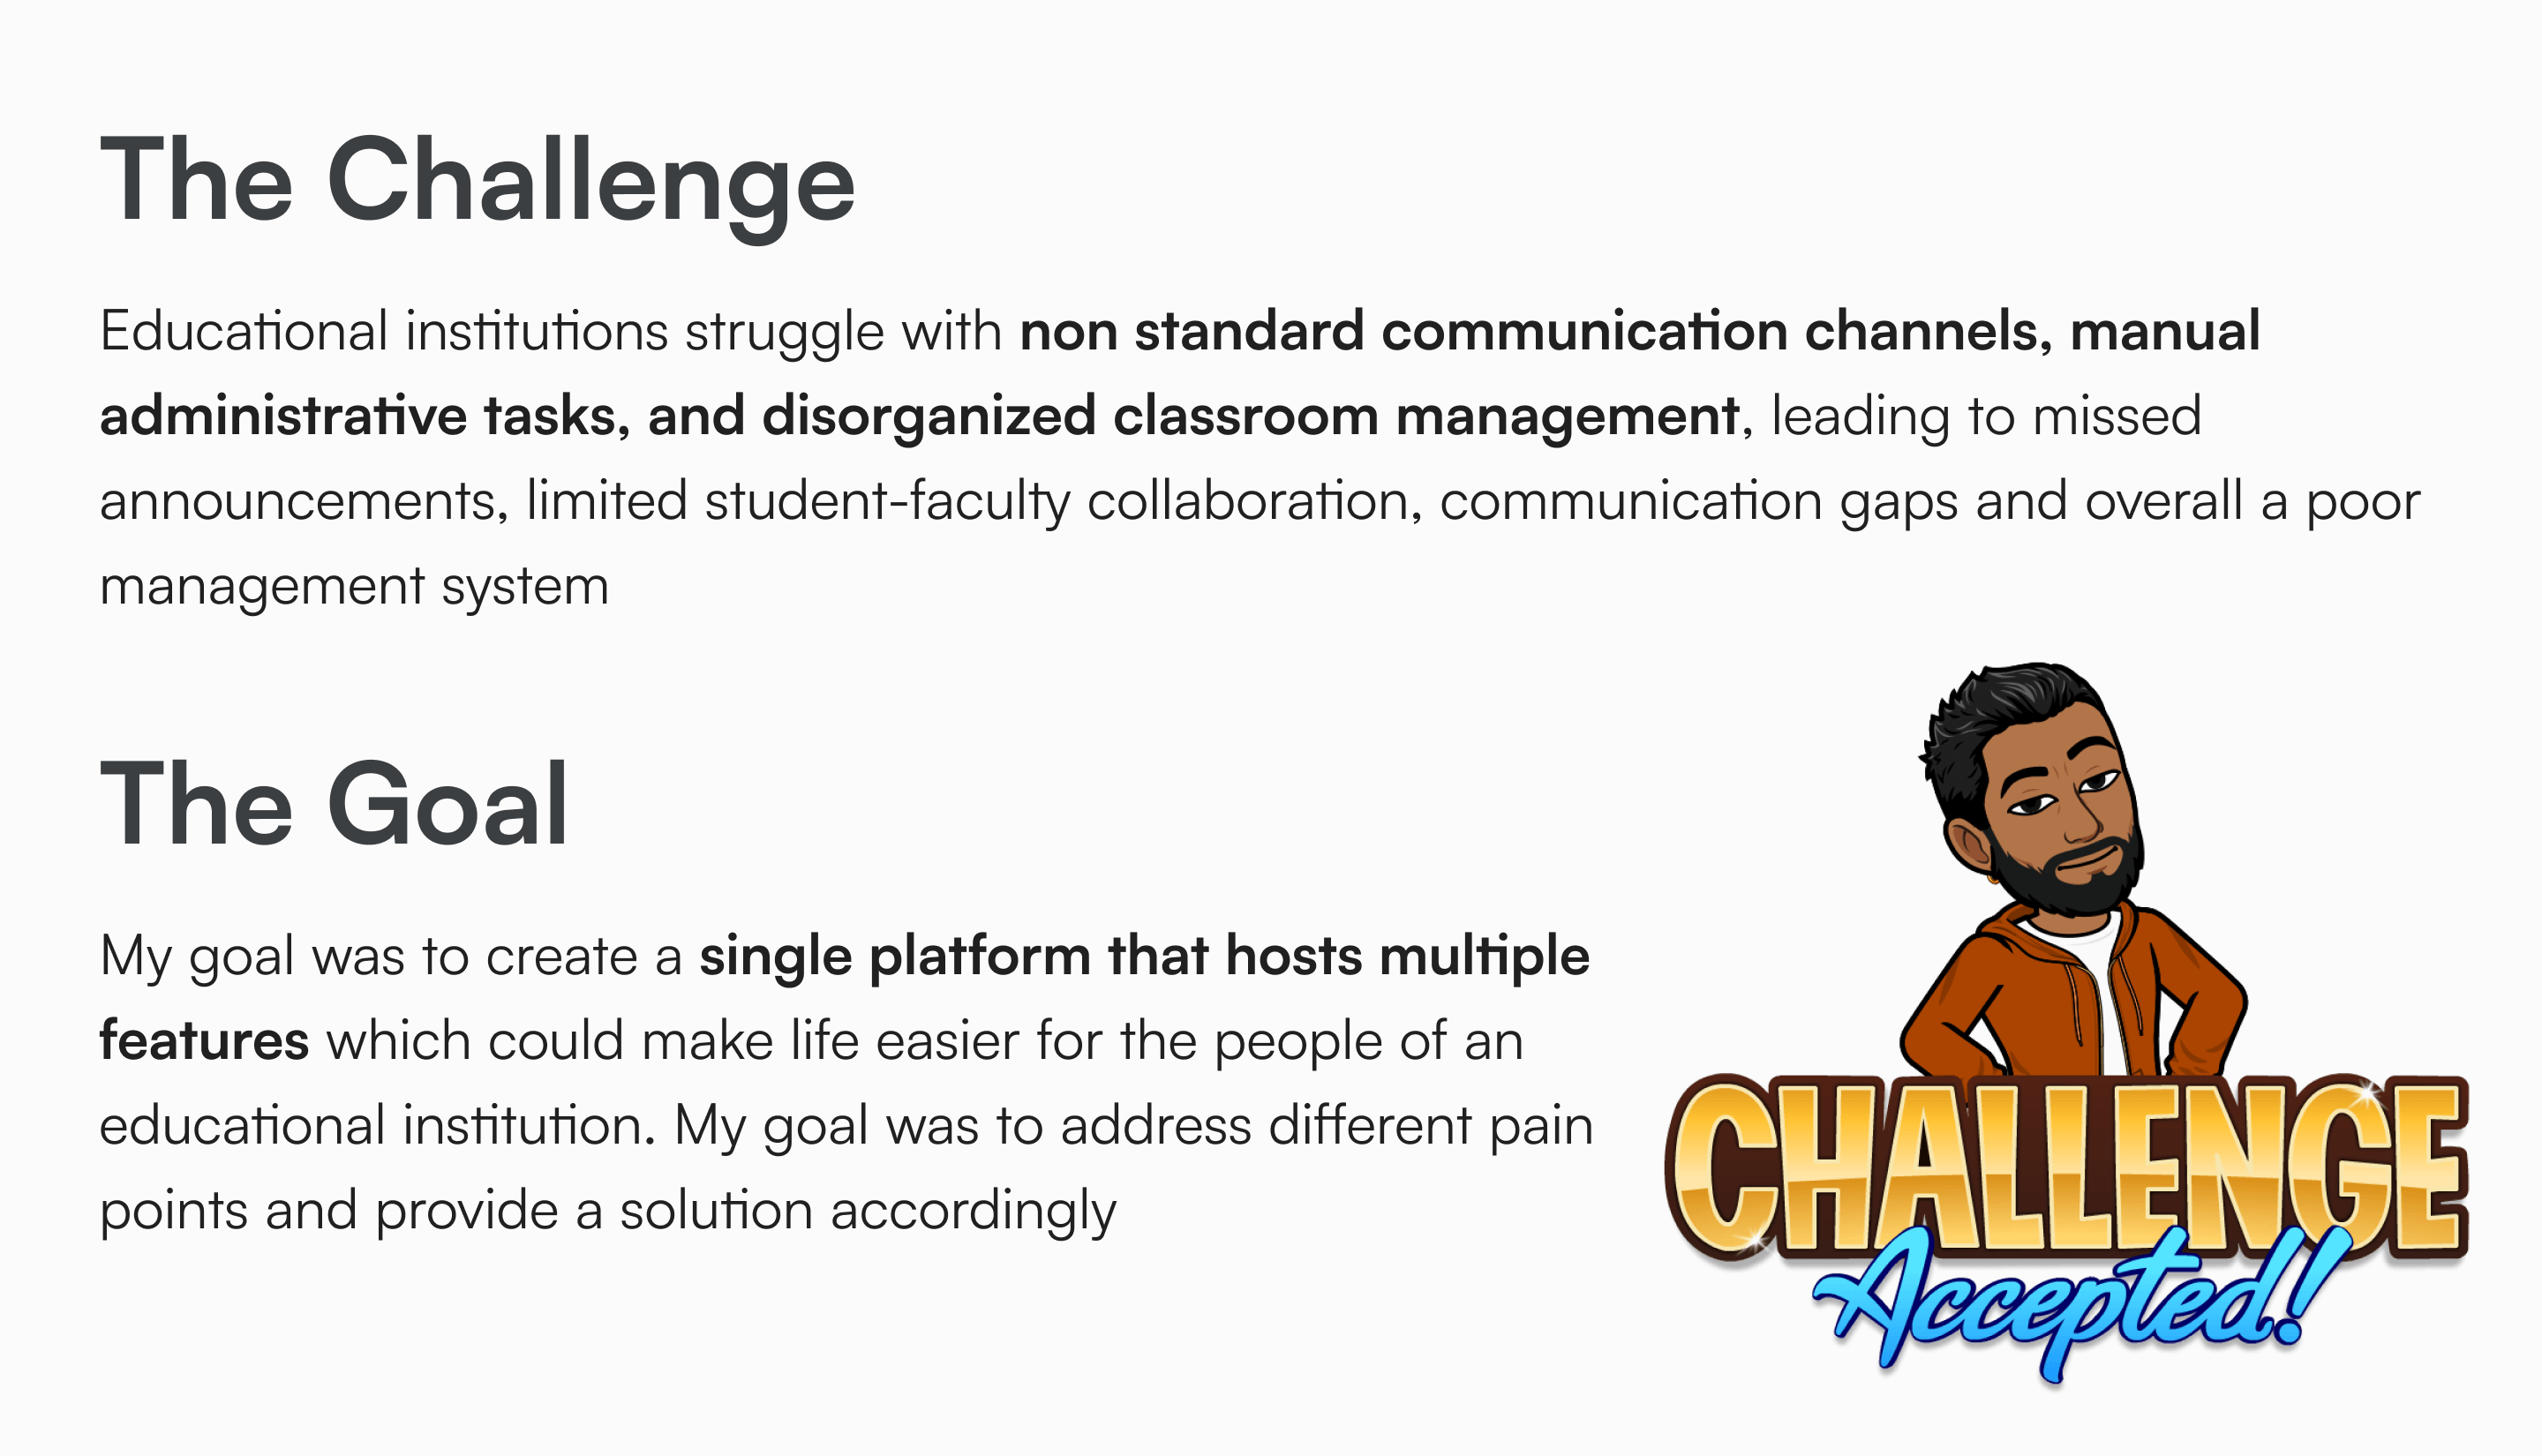 The Challenge
Educational institutions struggle with non standard communication channels, manual
administrative tasks, and disorganized classroom management, leading to missed
announcements, limited student-faculty collaboration, communication gaps and overall a poor
management system
The Goal
My goal was to create a single platform that hosts multiple
features which could make life easier for the people of an
educational institution. My goal was to address different pain
points and provide a solution accordingly
CHALLENGE
Accepted!